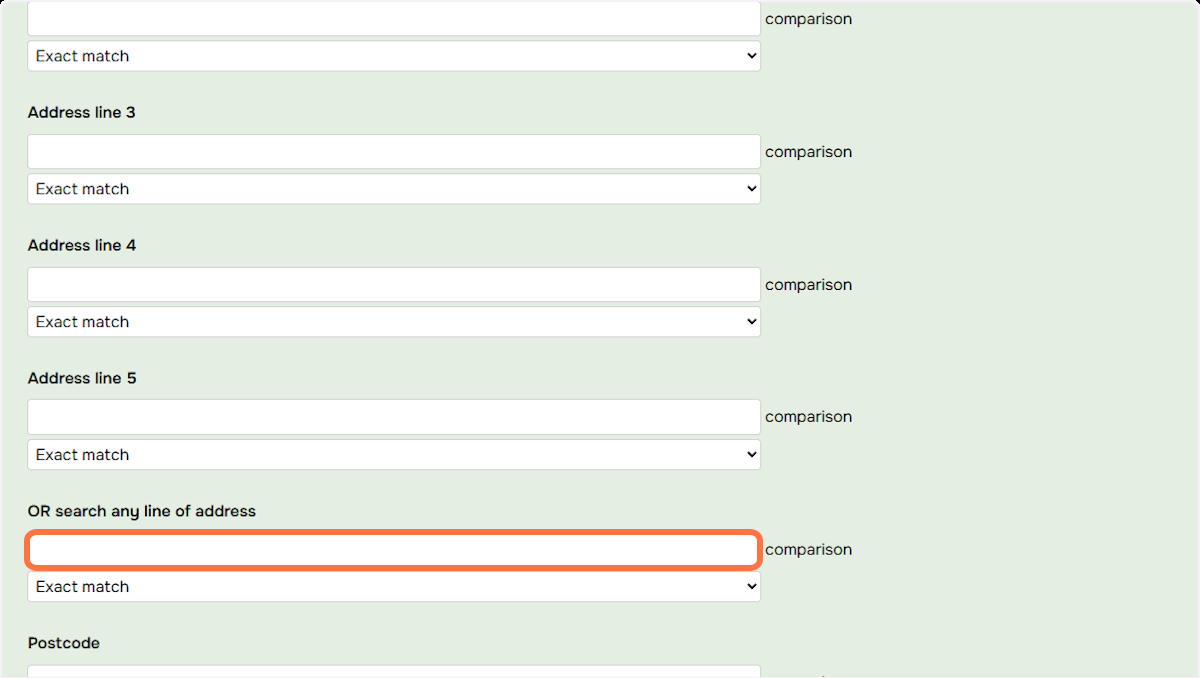 comparison
Exact match
Address line 3
comparison
Exact match
Address line 4
comparison
Exact match
Address line 5
comparison
Exact match
OR search any line of address
comparison
Exact match
Postcode